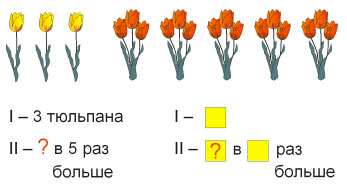 I – 3 тюльпана
II – ? в 5 раз
больше
I –
II – ? в раз
больше